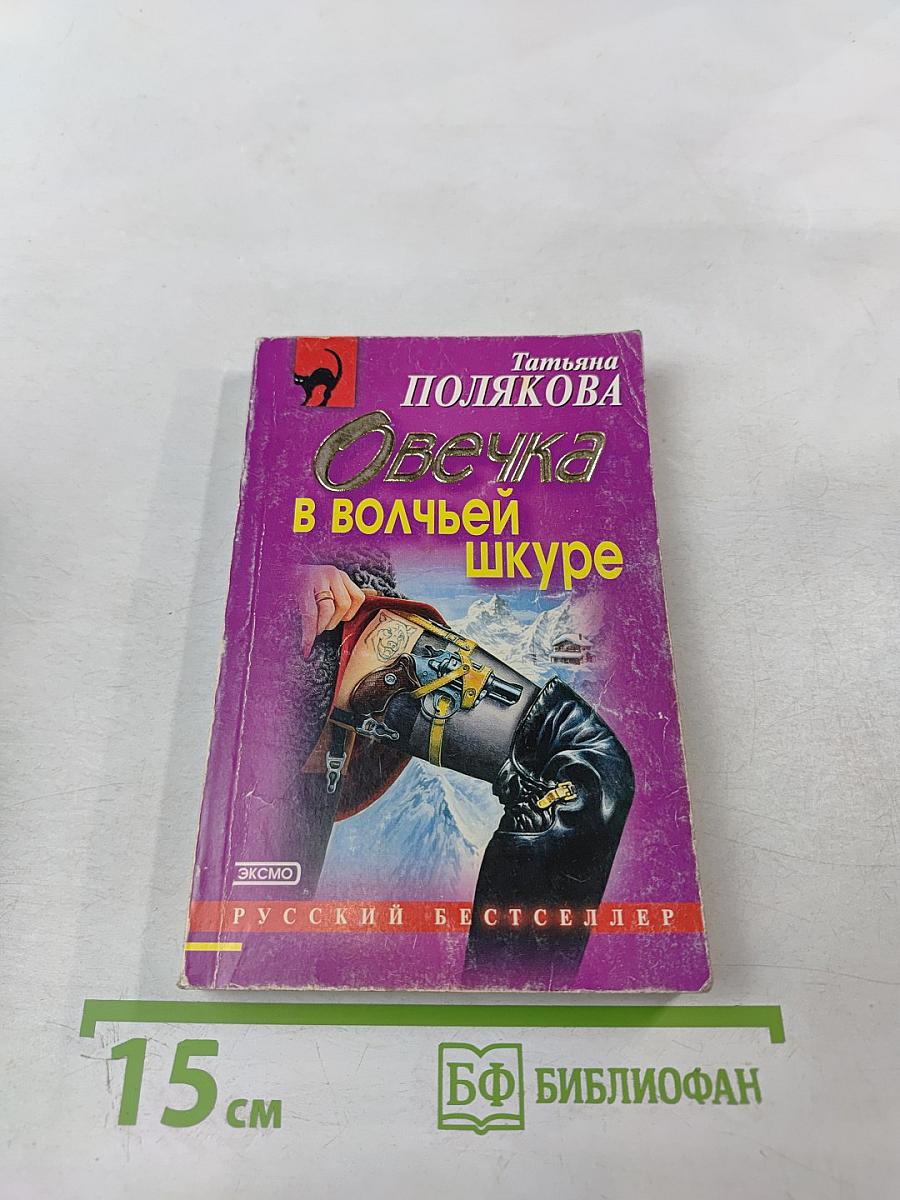 Татьяна
ПОЛЯКОВА
Овечка
в волчьей
шкуре
ЭКСМО
РУССКИЙ БЕСТСЕЛЛЕР
15 см
БФ БИБЛИОФАН